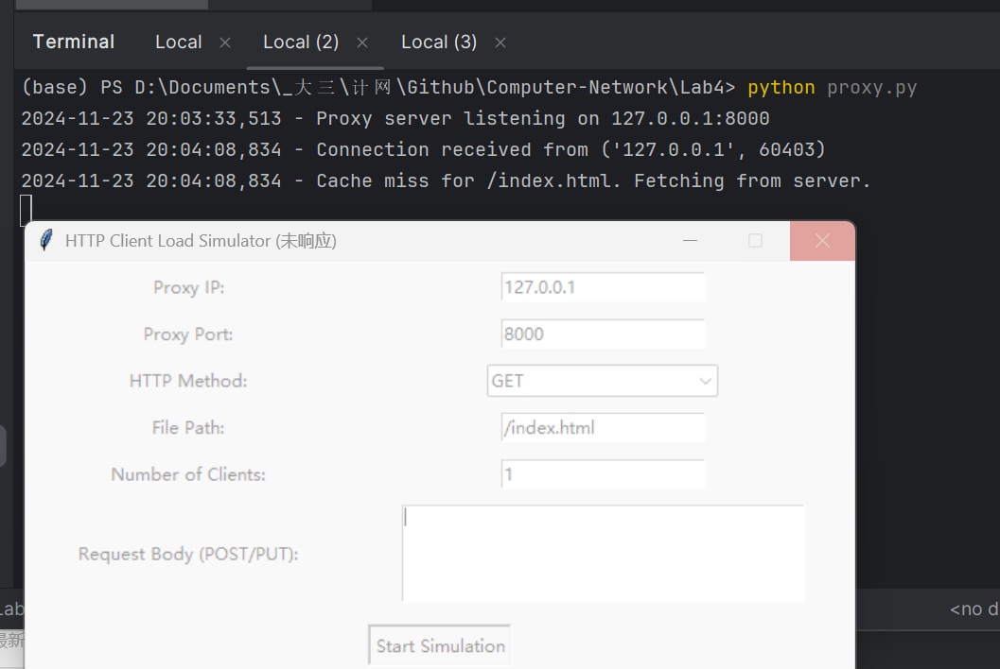 Terminal Local × Local (2) × Local (3) ×
(base) PS D:\Documents\_大三\计网\Github\Computer-Network\Lab4> python proxy.py
2024-11-23 20:03:33,513 - Proxy server listening on 127.0.0.1:8000
2024-11-23 20:04:08,834 - Connection received from ('127.0.0.1', 60403)
2024-11-23 20:04:08,834 - Cache miss for /index.html. Fetching from server.
HTTP Client Load Simulator (未响应)
Proxy IP: 127.0.0.1
Proxy Port: 8000
HTTP Method: GET
File Path: /index.html
Number of Clients: 1
Request Body (POST/PUT):
Lab
<no d
最新
Start Simulation